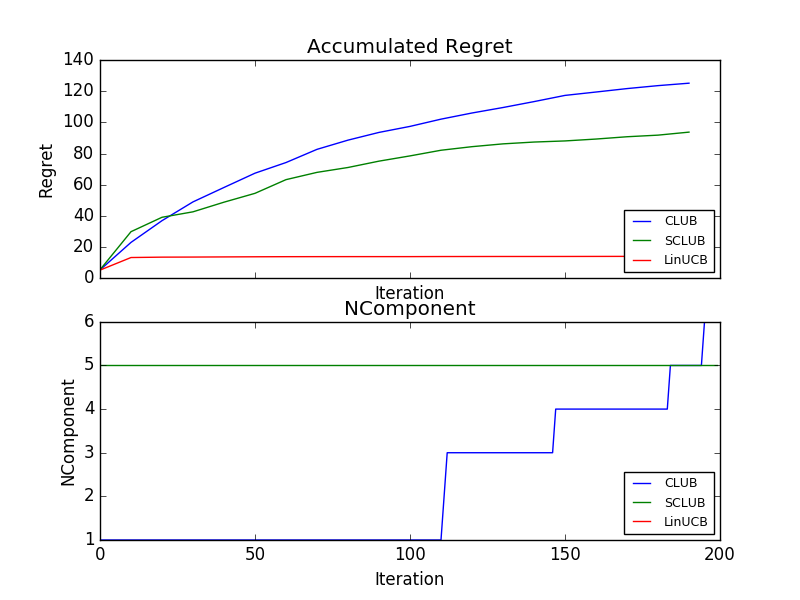 Accumulated Regret
140
120
100
80
60
40
20
0
Regret
CLUB
SCLUB
LinUCB
Iteration
NComponent
6
5
4
3
2
1
NComponent
CLUB
SCLUB
LinUCB
0 50 100 150 200
Iteration